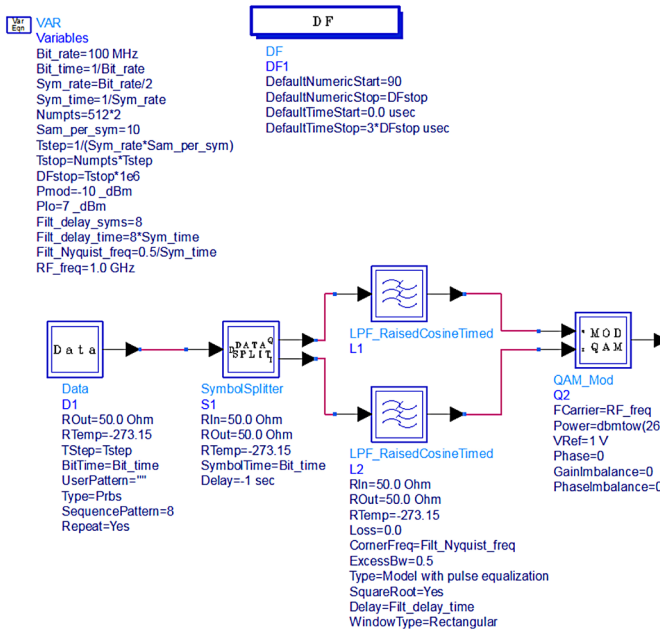 Var
Eqn
VAR
Variables
Bit_rate=100 MHz
Bit_time=1/Bit_rate
Sym_rate=Bit_rate/2
Sym_time=1/Sym_rate
Numpts=512*2
Sam_per_sym=10
Tstep=1/(Sym_rate*Sam_per_sym)
Tstop=Numpts*Tstep
DFstop=Tstop*1e6
Pmod=-10 _dBm
Plo=7 _dBm
Filt_delay_syms=8
Filt_delay_time=8*Sym_time
Filt_Nyquist_freq=0.5/Sym_time
RF_freq=1.0 GHz
DF
DF
DF1
DefaultNumericStart=90
DefaultNumericStop=DFstop
DefaultTimeStart=0.0 usec
DefaultTimeStop=3*DFstop usec
Data
Data
D1
ROut=50.0 Ohm
RTemp=-273.15
TStep=Tstep
BitTime=Bit_time
UserPattern=""
Type=Prbs
SequencePattern=8
Repeat=Yes
Q
D DATA
SPLIT
I
SymbolSplitter
S1
RIn=50.0 Ohm
ROut=50.0 Ohm
RTemp=-273.15
SymbolTime=Bit_time
Delay=-1 sec
LPF_RaisedCosineTimed
L1
LPF_RaisedCosineTimed
L2
RIn=50.0 Ohm
ROut=50.0 Ohm
RTemp=-273.15
Loss=0.0
CornerFreq=Filt_Nyquist_freq
ExcessBw=0.5
Type=Model with pulse equalization
SquareRoot=Yes
Delay=Filt_delay_time
WindowType=Rectangular
MOD
QAM
QAM_Mod
Q2
FCarrier=RF_freq
Power=dbmtow(26
VRef=1 V
Phase=0
GainImbalance=0
PhaseImbalance=0